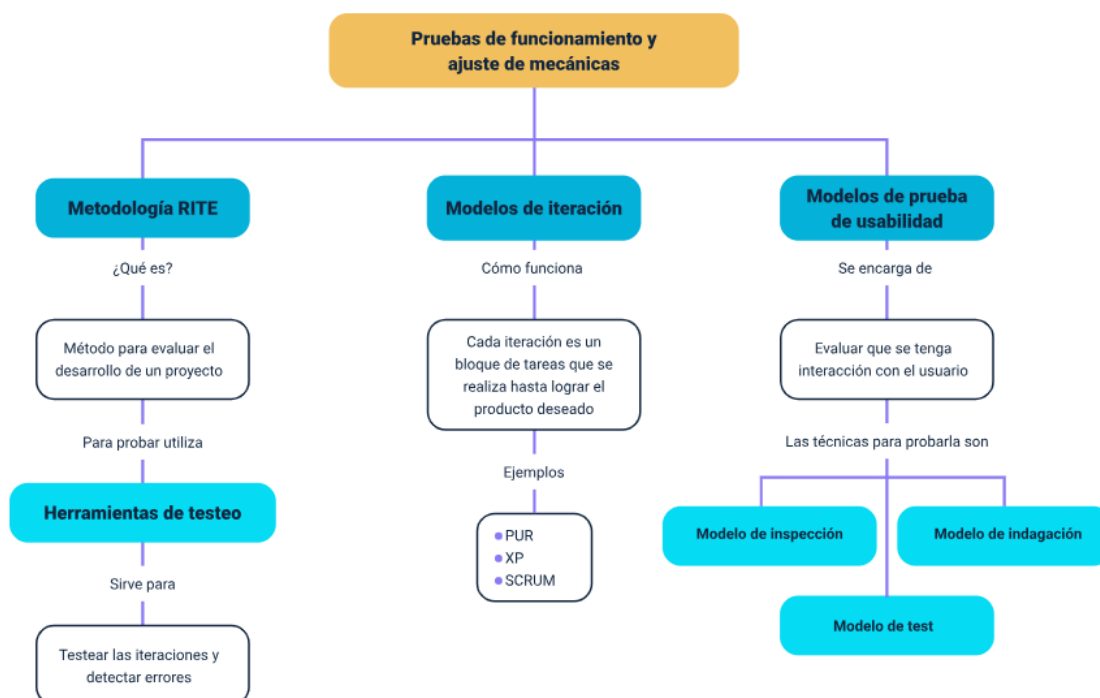 Pruebas de funcionamiento y
ajuste de mecánicas
Metodología RITE
¿Qué es?
Método para evaluar el
desarrollo de un proyecto
Para probar utiliza
Herramientas de testeo
Sirve para
Testear las iteraciones y
detectar errores
Modelos de iteración
Cómo funciona
Cada iteración es un
bloque de tareas que se
realiza hasta lograr el
producto deseado
Ejemplos
PUR
XP
SCRUM
Modelos de prueba
de usabilidad
Se encarga de
Evaluar que se tenga
interacción con el usuario
Las técnicas para probarla son
Modelo de inspección
Modelo de indagación
Modelo de test